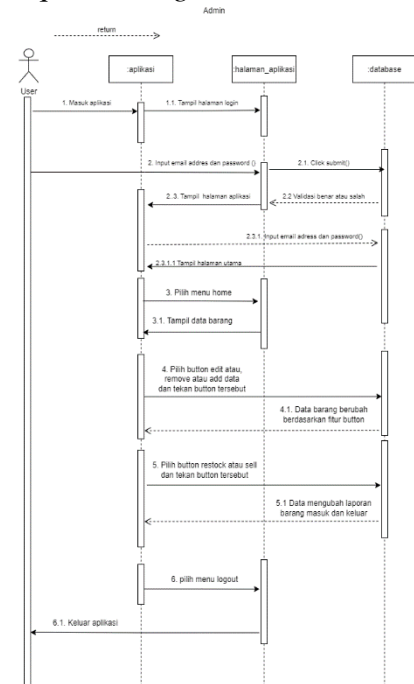 Admin
return
:aplikasi
:halaman_aplikasi
:database
User
1. Masuk aplikasi
1.1. Tampil halaman login
2. Input email addres dan password ()
2.1. Click submit()
2.2 Validasi benar atau salah
2..3. Tampil halaman aplikasi
2.3.1. Input email adress dan password()
2.3.1.1 Tampil halaman utama
3. Pilih menu home
3.1. Tampil data barang
4. Pilih button edit atau,
remove atau add data
dan tekan button tersebut
4.1. Data barang berubah
berdasarkan fitur button
5. Pilih button restock atau sell
dan tekan button tersebut
5.1 Data mengubah laporan
barang masuk dan keluar
6. pilih menu logout
6.1. Keluar aplikasi